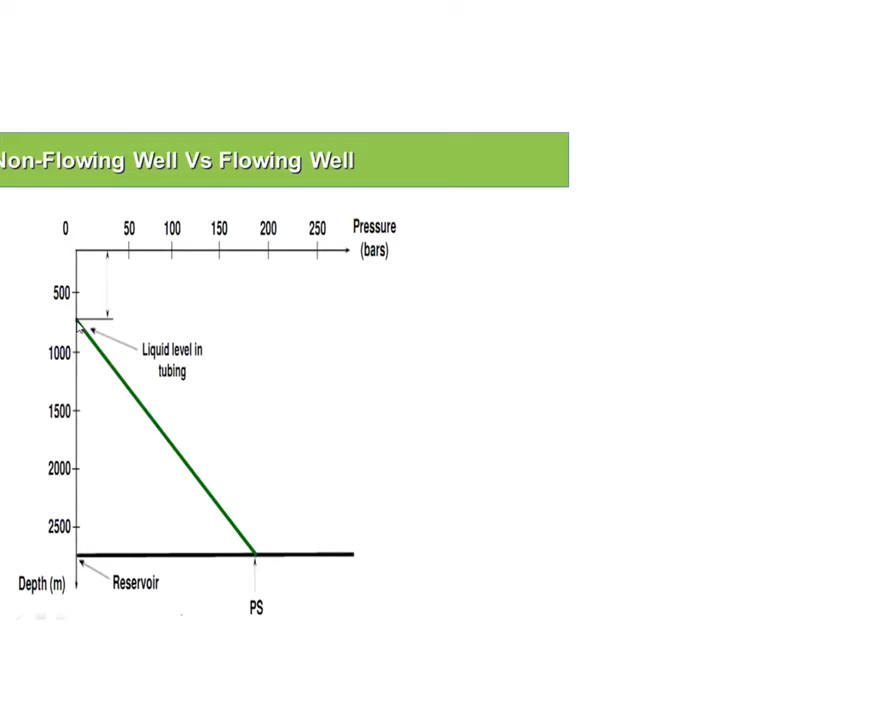 Non-Flowing Well Vs Flowing Well
0 50 100 150 200 250 Pressure
(bars)
500
Liquid level in
tubing
1000
1500
2000
2500
Depth (m)
Reservoir
PS